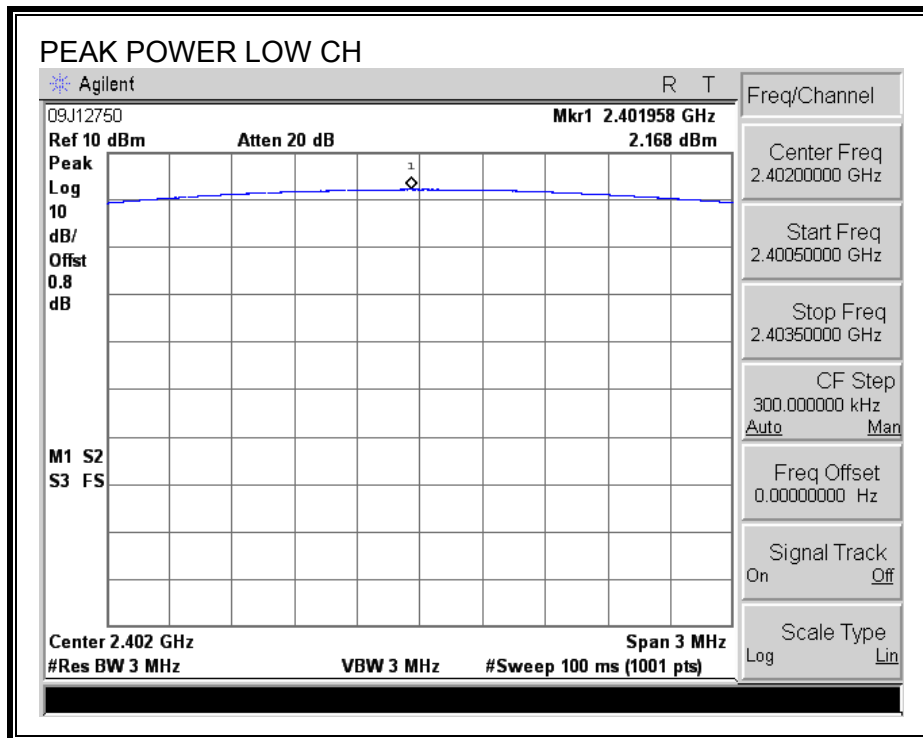 PEAK POWER LOW CH
Agilent R T
09J12750 Mkr1 2.401958 GHz
Ref 10 dBm Atten 20 dB 2.168 dBm
Peak
Log
10
dB/
Offst
0.8
dB
1
M1 S2
S3 FS
Center 2.402 GHz Span 3 MHz
#Res BW 3 MHz VBW 3 MHz #Sweep 100 ms (1001 pts)
Freq/Channel
Center Freq
2.40200000 GHz
Start Freq
2.40050000 GHz
Stop Freq
2.40350000 GHz
CF Step
300.000000 kHz
Auto Man
Freq Offset
0.00000000 Hz
Signal Track
On Off
Scale Type
Log Lin